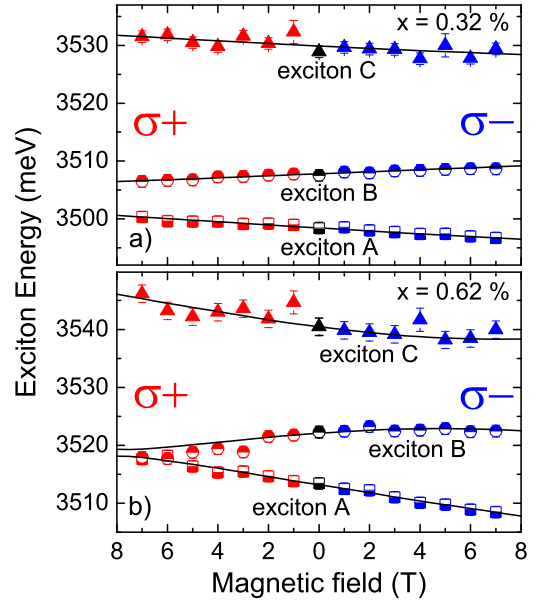 x = 0.32 %
3530
exciton C
3520
σ+
σ−
3510
exciton B
3500
exciton A
a)
Exciton Energy (meV)
x = 0.62 %
3540
exciton C
3530
σ+
σ−
3520
exciton B
3510
exciton A
b)
8 6 4 2 0 2 4 6 8
Magnetic field (T)